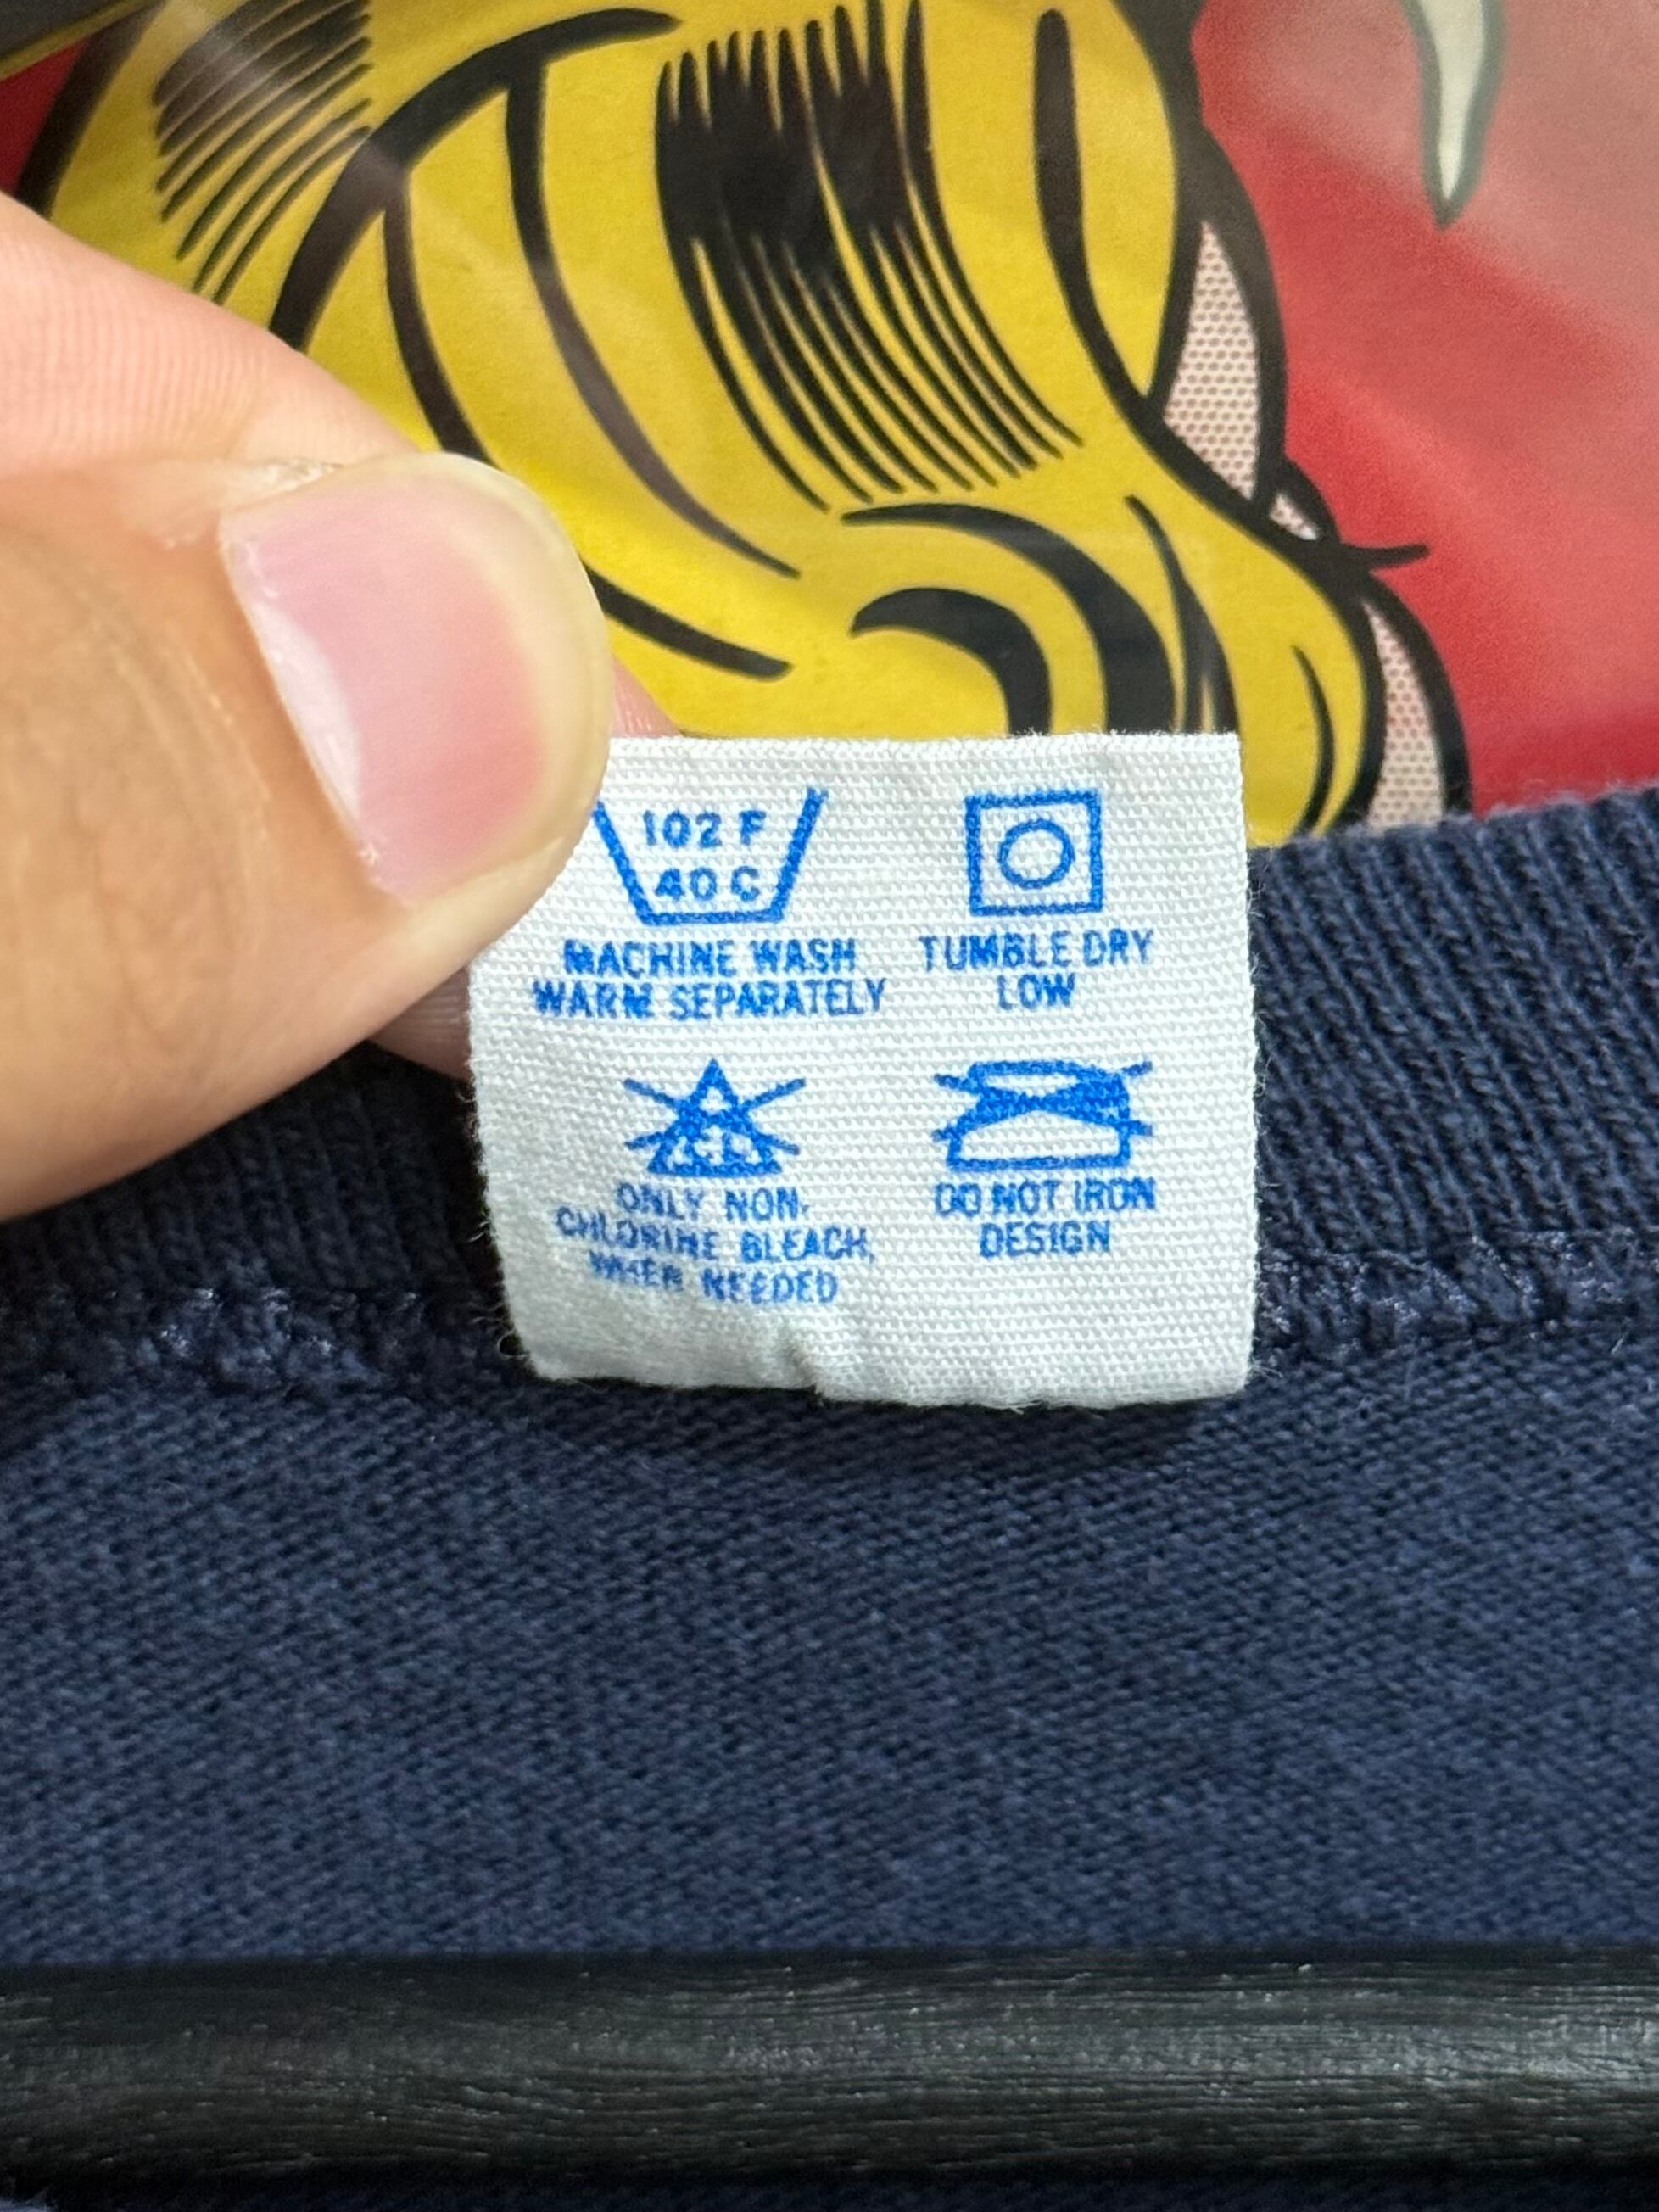 102 F
40 C
MACHINE WASH
WARM SEPARATELY
TUMBLE DRY
LOW
CL
ONLY NON-
CHLORINE BLEACH,
WHEN NEEDED
DO NOT IRON
DESIGN